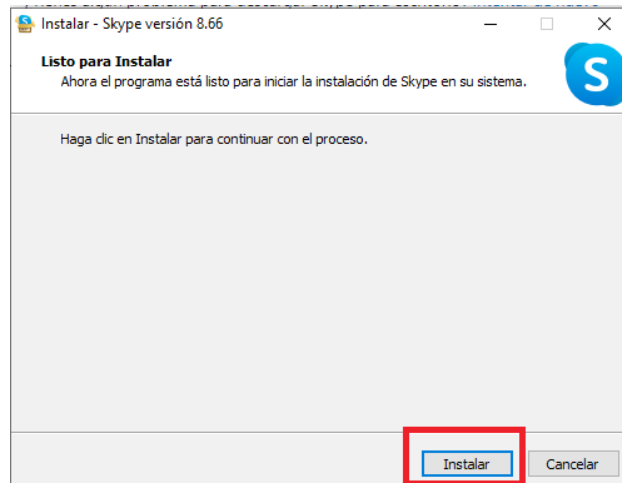 Instalar - Skype versión 8.66
Listo para Instalar
Ahora el programa está listo para iniciar la instalación de Skype en su sistema.
S
Haga clic en Instalar para continuar con el proceso.
Instalar
Cancelar